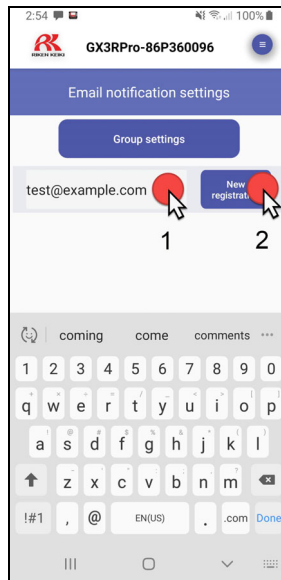 2:54 100%
RIKEN KEIKI
GX3RPro-86P360096
Email notification settings
Group settings
test@example.com
New
1 2
coming come comments
1 2 3 4 5 6 7 8 9 0
q w e r t y u i o p
a s d f g h j k l
z x c v b n m
!#1 , @ EN(US) . .com Done